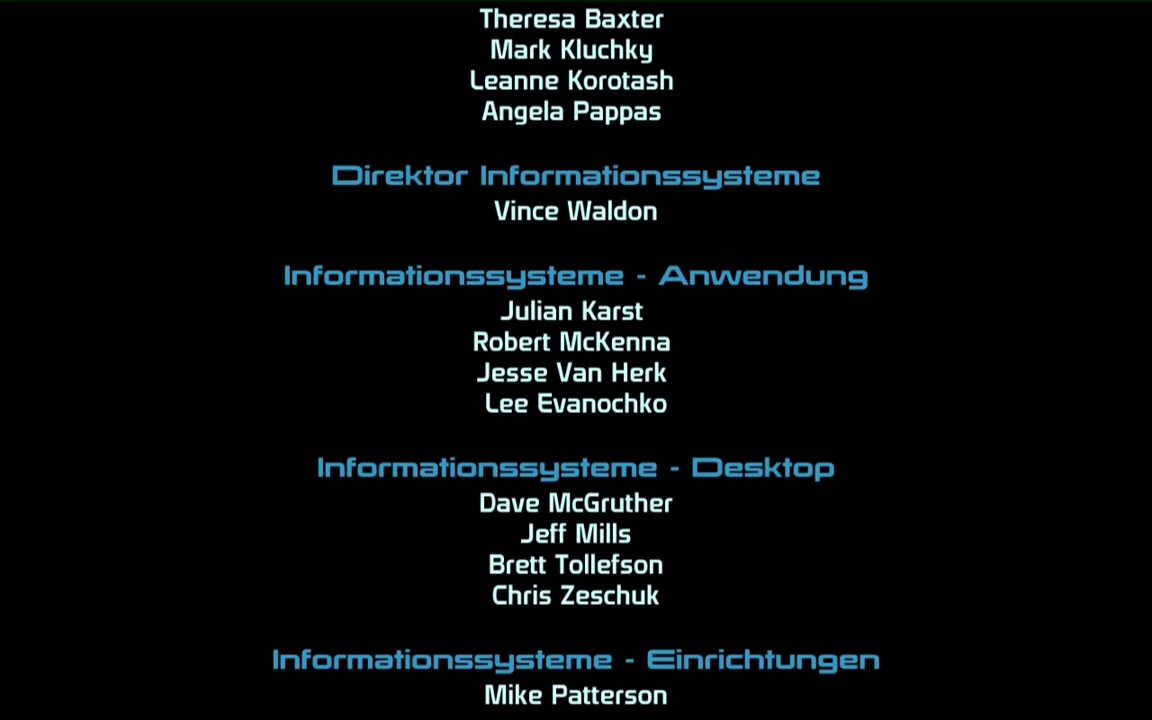 Theresa Baxter
Mark Kluchky
Leanne Korotash
Angela Pappas
Direktor Informationssysteme
Vince Waldon
Informationssysteme - Anwendung
Julian Karst
Robert McKenna
Jesse Van Herk
Lee Evanochko
Informationssysteme - Desktop
Dave McGruther
Jeff Mills
Brett Tollefson
Chris Zeschuk
Informationssysteme - Einrichtungen
Mike Patterson